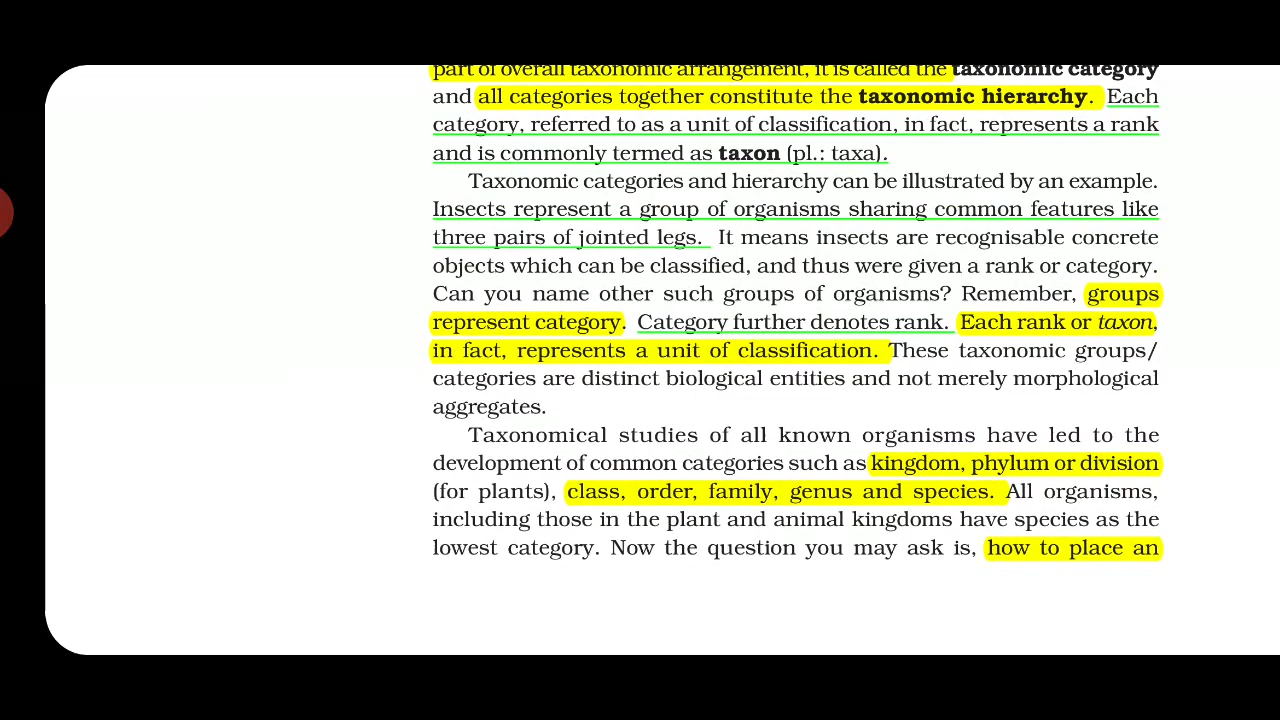 part of overall taxonomic arrangement, it is called the taxonomic category
and all categories together constitute the taxonomic hierarchy. Each
category, referred to as a unit of classification, in fact, represents a rank
and is commonly termed as taxon (pl.: taxa).
Taxonomic categories and hierarchy can be illustrated by an example.
Insects represent a group of organisms sharing common features like
three pairs of jointed legs. It means insects are recognisable concrete
objects which can be classified, and thus were given a rank or category.
Can you name other such groups of organisms? Remember, groups
represent category. Category further denotes rank. Each rank or taxon,
in fact, represents a unit of classification. These taxonomic groups/
categories are distinct biological entities and not merely morphological
aggregates.
Taxonomical studies of all known organisms have led to the
development of common categories such as kingdom, phylum or division
(for plants), class, order, family, genus and species. All organisms,
including those in the plant and animal kingdoms have species as the
lowest category. Now the question you may ask is, how to place an